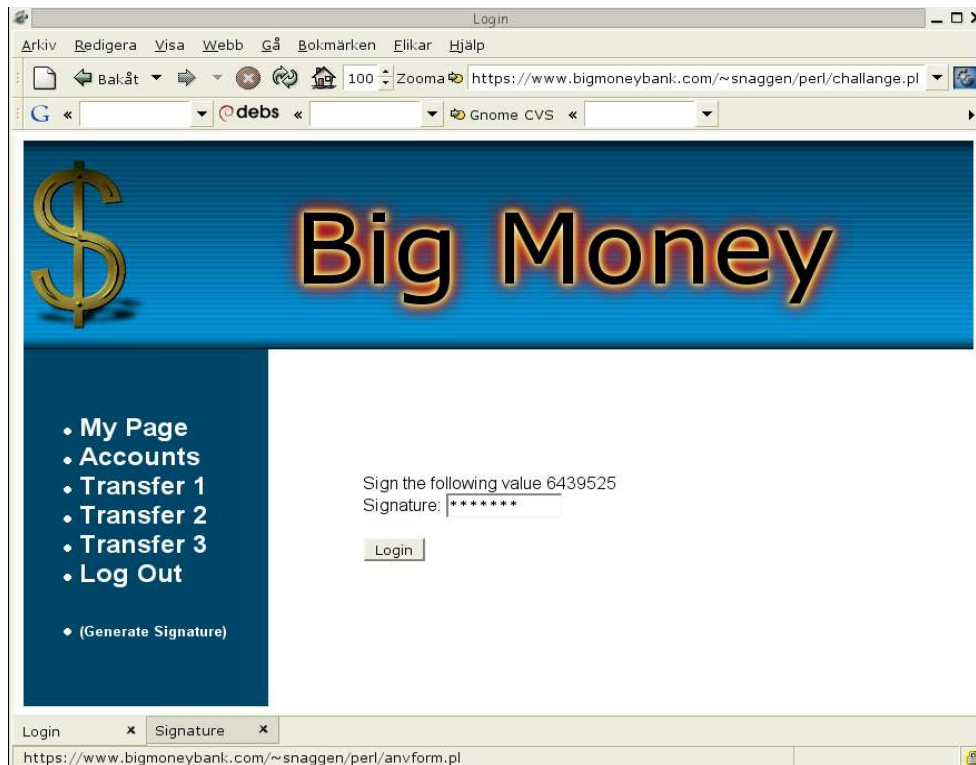 Login
Arkiv Redigera Visa Webb Gå Bokmärken Flikar Hjälp
Bakåt 100 Zooma https://www.bigmoneybank.com/~snaggen/perl/challange.pl
G « debs « Gnome CVS «
$ Big Money
My Page
Accounts
Transfer 1
Transfer 2
Transfer 3
Log Out
(Generate Signature)
Sign the following value 6439525
Signature: *******
Login
Login Signature
https://www.bigmoneybank.com/~snaggen/perl/anvform.pl